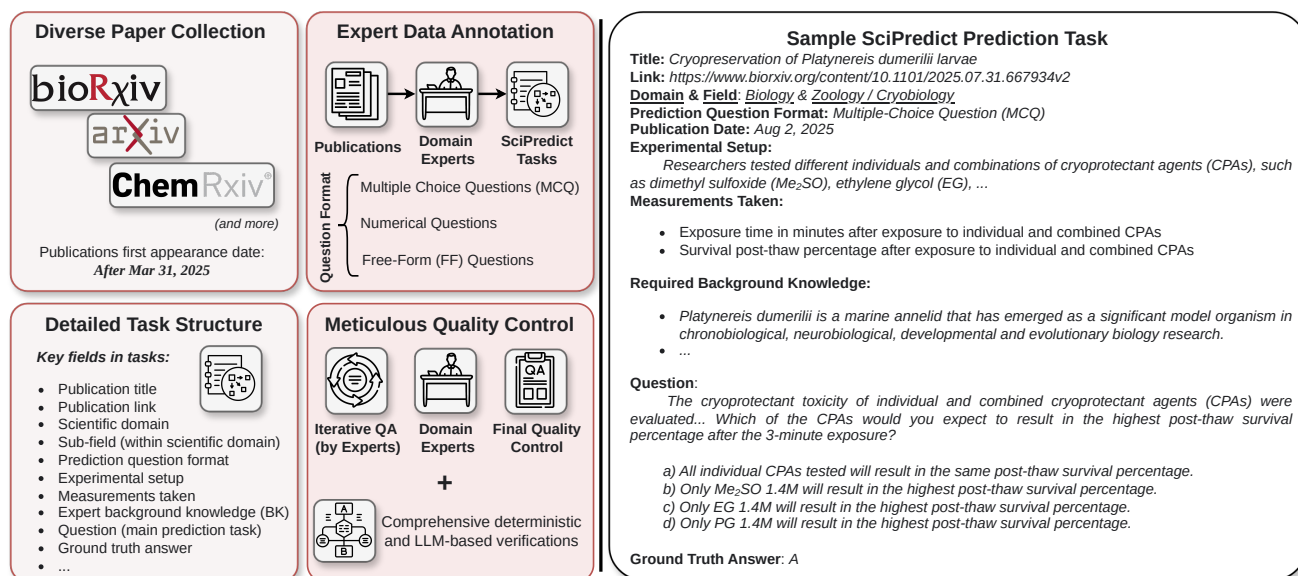 Diverse Paper Collection
bioRxiv
arXiv
ChemRxiv®
(and more)
Publications first appearance date:
After Mar 31, 2025
Expert Data Annotation
Publications
Domain
Experts
SciPredict
Tasks
Question Format
Multiple Choice Questions (MCQ)
Numerical Questions
Free-Form (FF) Questions
Detailed Task Structure
Key fields in tasks:
• Publication title
• Publication link
• Scientific domain
• Sub-field (within scientific domain)
• Prediction question format
• Experimental setup
• Measurements taken
• Expert background knowledge (BK)
• Question (main prediction task)
• Ground truth answer
• ...
Meticulous Quality Control
Iterative QA
(by Experts)
Domain
Experts
QA
Final Quality
Control
+
A
B
Comprehensive deterministic
and LLM-based verifications
Sample SciPredict Prediction Task
Title: Cryopreservation of Platynereis dumerilii larvae
Link: https://www.biorxiv.org/content/10.1101/2025.07.31.667934v2
Domain & Field: Biology & Zoology / Cryobiology
Prediction Question Format: Multiple-Choice Question (MCQ)
Publication Date: Aug 2, 2025
Experimental Setup:
Researchers tested different individuals and combinations of cryoprotectant agents (CPAs), such
as dimethyl sulfoxide (Me₂SO), ethylene glycol (EG), ...
Measurements Taken:
• Exposure time in minutes after exposure to individual and combined CPAs
• Survival post-thaw percentage after exposure to individual and combined CPAs
Required Background Knowledge:
• Platynereis dumerilii is a marine annelid that has emerged as a significant model organism in
chronobiological, neurobiological, developmental and evolutionary biology research.
• ...
Question:
The cryoprotectant toxicity of individual and combined cryoprotectant agents (CPAs) were
evaluated... Which of the CPAs would you expect to result in the highest post-thaw survival
percentage after the 3-minute exposure?
a) All individual CPAs tested will result in the same post-thaw survival percentage.
b) Only Me₂SO 1.4M will result in the highest post-thaw survival percentage.
c) Only EG 1.4M will result in the highest post-thaw survival percentage.
d) Only PG 1.4M will result in the highest post-thaw survival percentage.
Ground Truth Answer: A